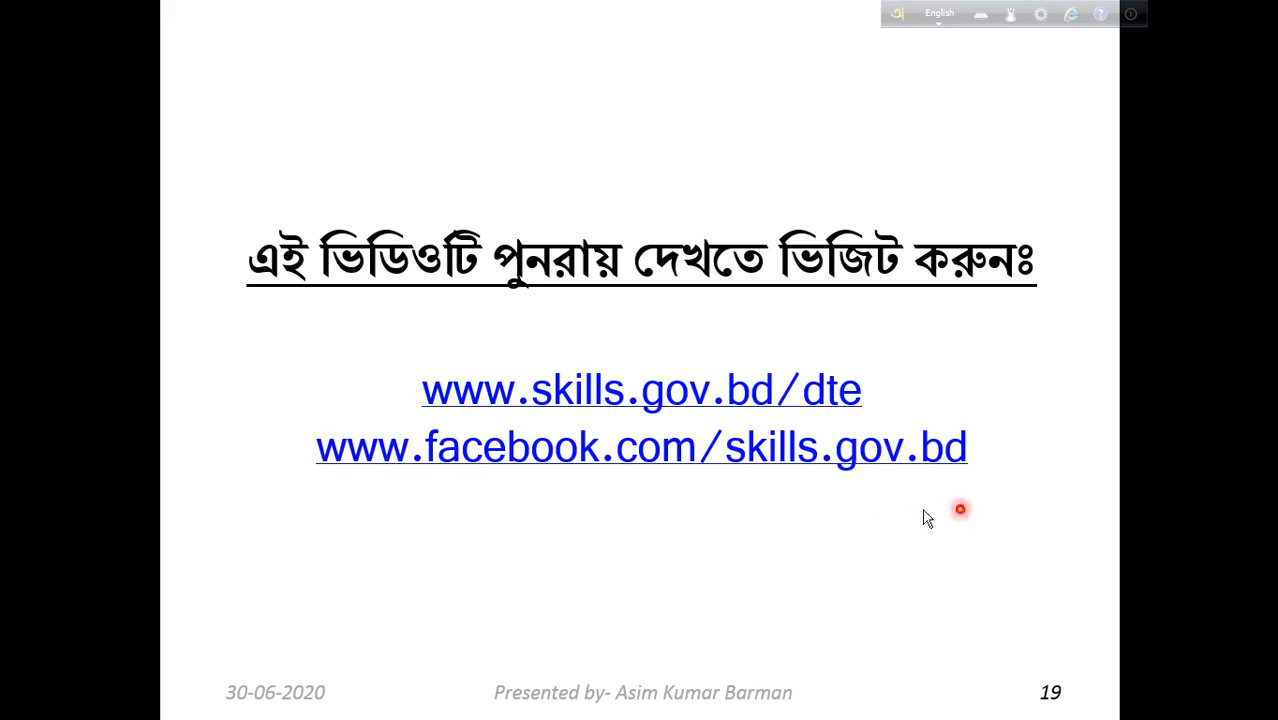 অ English
এই ভিডিওটি পুনরায় দেখতে ভিজিট করুনঃ
www.skills.gov.bd/dte
www.facebook.com/skills.gov.bd
30-06-2020 Presented by- Asim Kumar Barman 19